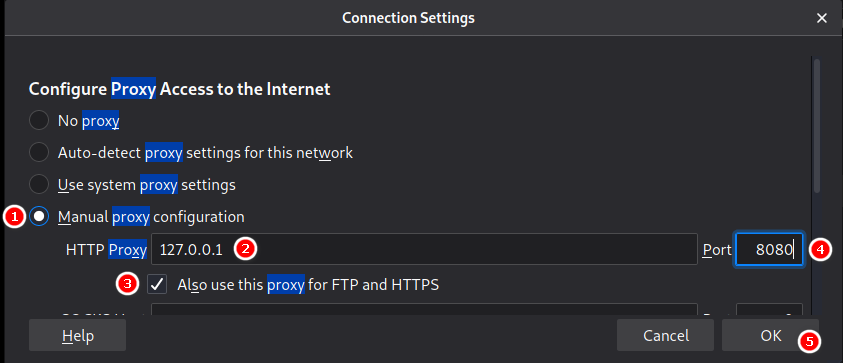 Connection Settings ×
Configure Proxy Access to the Internet
No proxy
Auto-detect proxy settings for this network
Use system proxy settings
1 Manual proxy configuration
HTTP Proxy 127.0.0.1 2 Port 8080 4
3 Also use this proxy for FTP and HTTPS
Help Cancel OK 5